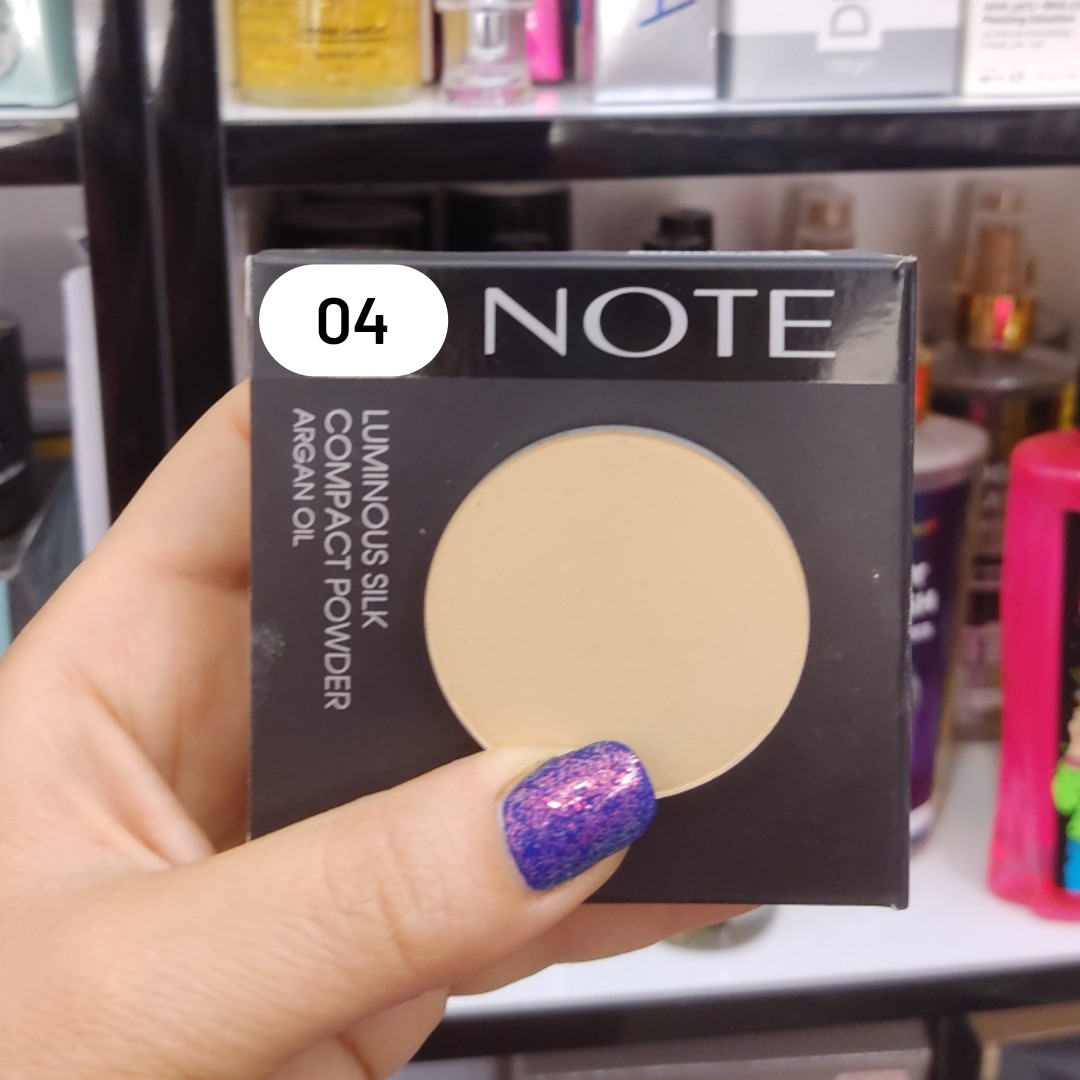 04
NOTE
LUMINOUS SILK
COMPACT POWDER
ARGAN OIL